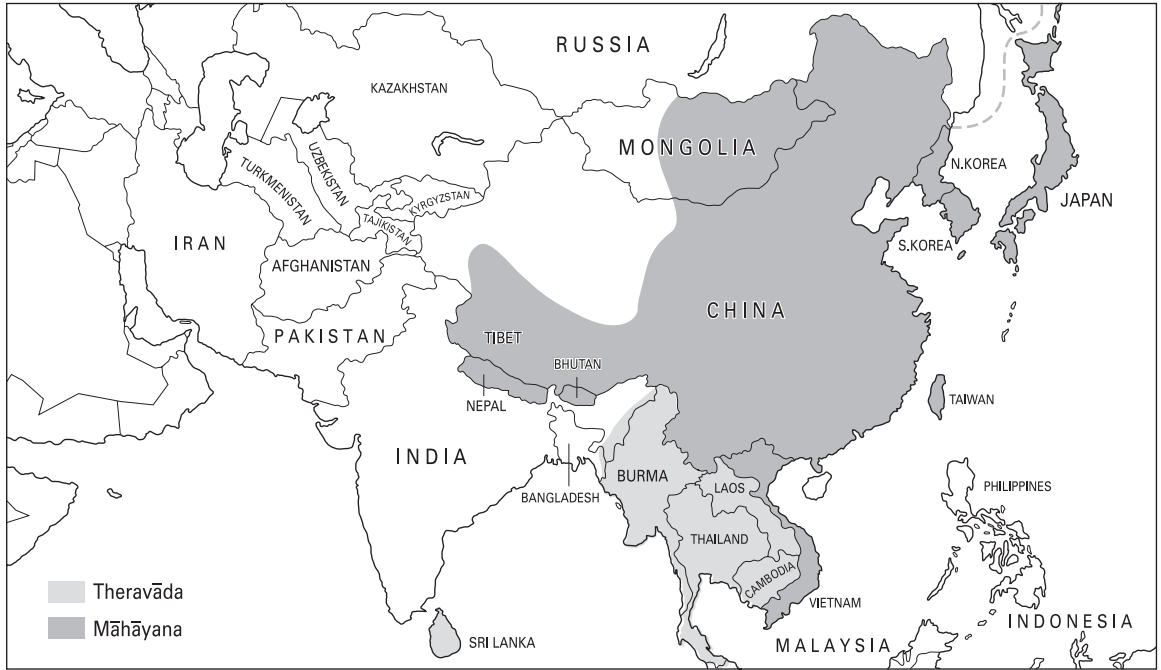 RUSSIA
KAZAKHSTAN
MONGOLIA
UZBEKISTAN
TURKMENISTAN
KYRGYZSTAN
TAJIKISTAN
N.KOREA
JAPAN
S.KOREA
IRAN
AFGHANISTAN
CHINA
PAKISTAN
TIBET
BHUTAN
NEPAL
TAIWAN
INDIA
BURMA
LAOS
BANGLADESH
PHILIPPINES
THAILAND
CAMBODIA
VIETNAM
Theravāda
Māhāyana
SRI LANKA
MALAYSIA
INDONESIA